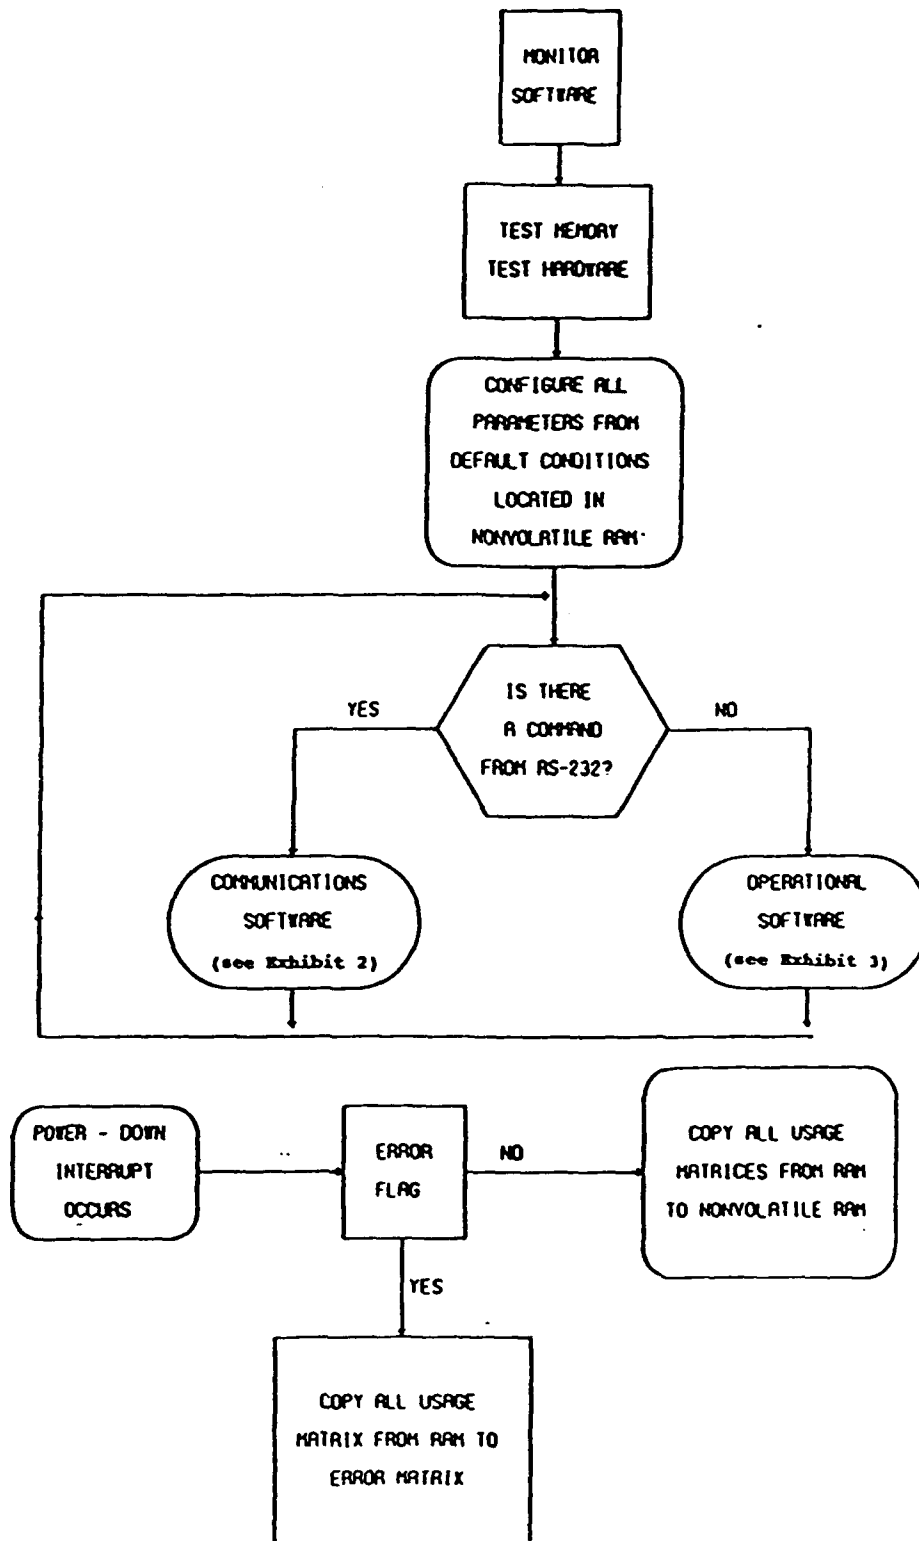 MONITOR
SOFTWARE
TEST MEMORY
TEST HARDWARE
CONFIGURE ALL
PARAMETERS FROM
DEFAULT CONDITIONS
LOCATED IN
NONVOLATILE RAM
IS THERE
A COMMAND
FROM RS-232?
YES
NO
COMMUNICATIONS
SOFTWARE
(see Exhibit 2)
OPERATIONAL
SOFTWARE
(see Exhibit 3)
POWER - DOWN
INTERRUPT
OCCURS
ERROR
FLAG
NO
COPY ALL USAGE
MATRICES FROM RAM
TO NONVOLATILE RAM
YES
COPY ALL USAGE
MATRIX FROM RAM TO
ERROR MATRIX